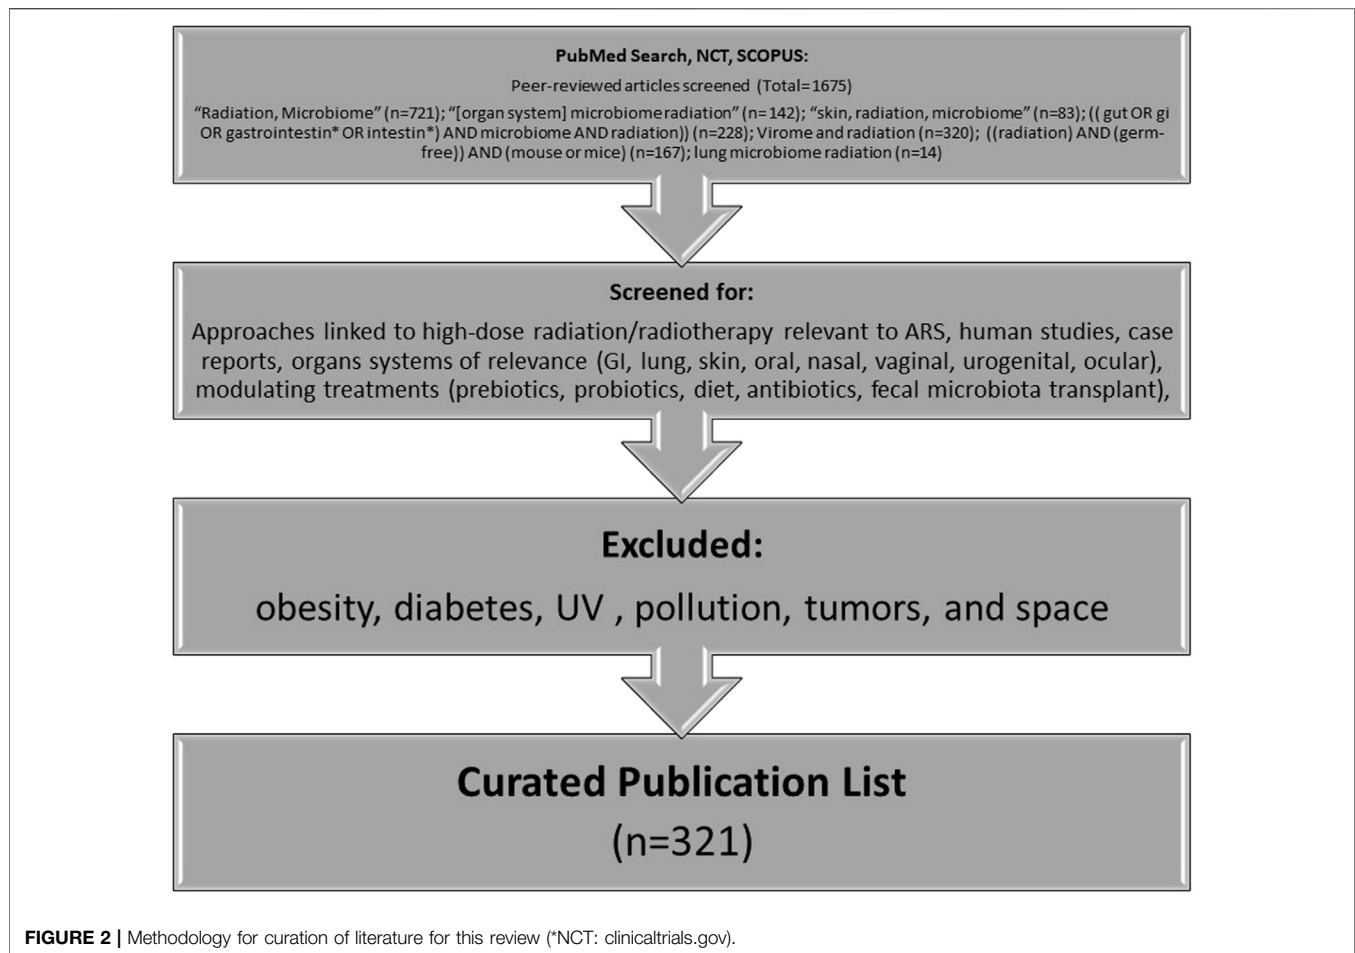 PubMed Search, NCT, SCOPUS:
Peer-reviewed articles screened (Total=1675)
“Radiation, Microbiome” (n=721); “[organ system] microbiome radiation” (n=142); “skin, radiation, microbiome” (n=83); (( gut OR gi
OR gastrointestin* OR intestin*) AND microbiome AND radiation)) (n=228); Virome and radiation (n=320); ((radiation) AND (germ-
free)) AND (mouse or mice) (n=167); lung microbiome radiation (n=14)
Screened for:
Approaches linked to high-dose radiation/radiotherapy relevant to ARS, human studies, case
reports, organs systems of relevance (GI, lung, skin, oral, nasal, vaginal, urogenital, ocular),
modulating treatments (prebiotics, probiotics, diet, antibiotics, fecal microbiota transplant),
Excluded:
obesity, diabetes, UV , pollution, tumors, and space
Curated Publication List
(n=321)
FIGURE 2 | Methodology for curation of literature for this review (*NCT: clinicaltrials.gov).